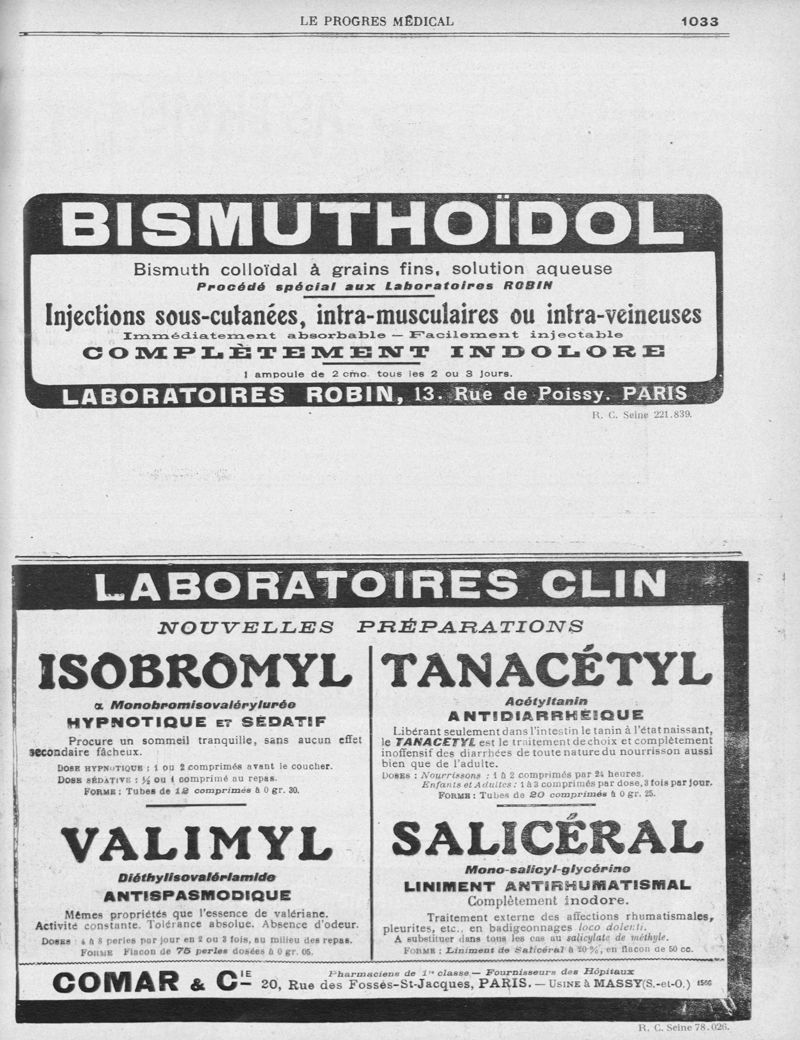 LE PROGRES MÉDICAL 1033
BISMUTHOÏDOL
Bismuth colloïdal à grains fins, solution aqueuse
Procédé spécial aux Laboratoires ROBIN
Injections sous-cutanées, intra-musculaires ou intra-veineuses
Immédiatement absorbable — Facilement injectable
COMPLÈTEMENT INDOLORE
1 ampoule de 2 cmc. tous les 2 ou 3 jours.
LABORATOIRES ROBIN, 13. Rue de Poissy. PARIS
R. C. Seine 221.839.
LABORATOIRES CLIN
NOUVELLES PRÉPARATIONS
ISOBROMYL
α Monobromisovalérylurée
HYPNOTIQUE ET SÉDATIF
Procure un sommeil tranquille, sans aucun effet
secondaire fâcheux.
DOSE HYPNOTIQUE : 1 ou 2 comprimés avant le coucher.
DOSE SÉDATIVE : ½ ou 1 comprimé au repas.
FORME : Tubes de 12 comprimés à 0 gr. 30.
TANACÉTYL
Acétyltanin
ANTIDIARRHÉIQUE
Libérant seulement dans l'intestin le tanin à l'état naissant,
le TANACÉTYL est le traitement de choix et complètement
inoffensif des diarrhées de toute nature du nourrisson aussi
bien que de l'adulte.
DOSES : Nourrissons : 1 à 2 comprimés par 24 heures.
Enfants et Adultes : 1 à 3 comprimés par dose, 3 fois par jour.
FORME : Tubes de 20 comprimés à 0 gr. 25.
VALIMYL
Diéthylisovalériamide
ANTISPASMODIQUE
Mêmes propriétés que l'essence de valériane.
Activité constante. Tolérance absolue. Absence d'odeur.
DOSES : 4 à 8 perles par jour en 2 ou 3 fois, au milieu des repas.
FORME Flacon de 75 perles dosées à 0 gr. 05.
SALICÉRAL
Mono-salicyl-glycérine
LINIMENT ANTIRHUMATISMAL
Complètement inodore.
Traitement externe des affections rhumatismales,
pleurites, etc., en badigeonnages loco dolenti.
A substituer dans tous les cas au salicylate de méthyle.
FORME : Liniment de Salicéral à 20 %, en flacon de 50 cc.
COMAR & CIE
Pharmaciens de 1re classe. — Fournisseurs des Hôpitaux
20, Rue des Fossés-St-Jacques, PARIS. — USINE à MASSY (S.-et-O.) 1566
R. C. Seine 78.026.